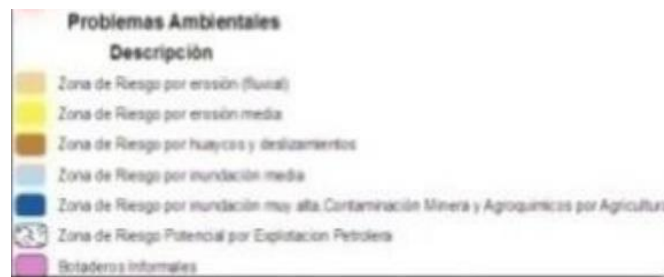 Problemas Ambientales
Descripción
Zona de Riesgo por erosión (fluvial)
Zona de Riesgo por erosión media
Zona de Riesgo por huaycos y deslizamientos
Zona de Riesgo por inundación media
Zona de Riesgo por inundación muy alta.Contaminación Minera y Agroquimicos por Agricultura
Zona de Riesgo Potencial por Explotacion Petrolera
Botaderos Informales